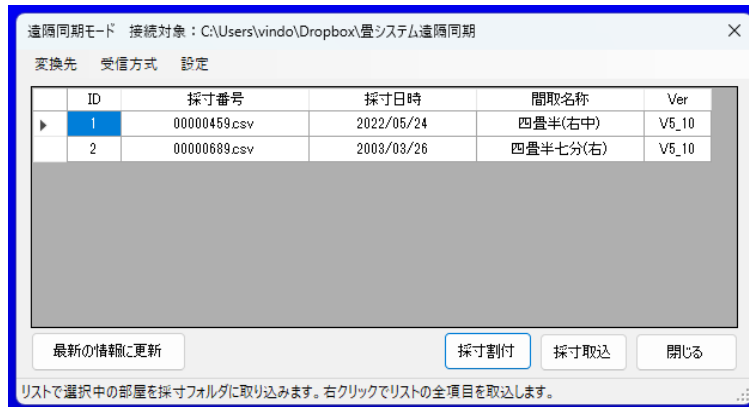 遠隔同期モード 接続対象：C:\Users\vindo\Dropbox\畳システム遠隔同期
変換先 受信方式 設定
ID 採寸番号 採寸日時 間取名称 Ver
1 00000459.csv 2022/05/24 四畳半(右中) V5_10
2 00000689.csv 2003/03/26 四畳半七分(右) V5_10
最新の情報に更新 採寸割付 採寸取込 閉じる
リストで選択中の部屋を採寸フォルダに取り込みます。右クリックでリストの全項目を取込します。